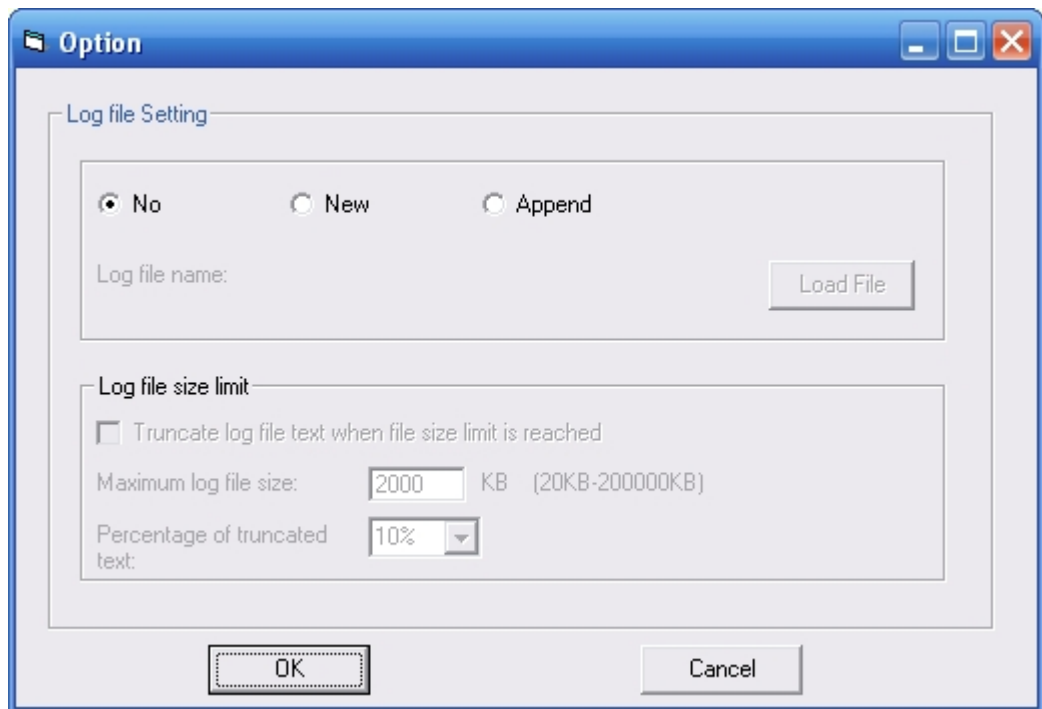 Option
Log file Setting
No New Append
Log file name: Load File
Log file size limit
Truncate log file text when file size limit is reached
Maximum log file size: 2000 KB (20KB-200000KB)
Percentage of truncated 10%
text:
OK Cancel